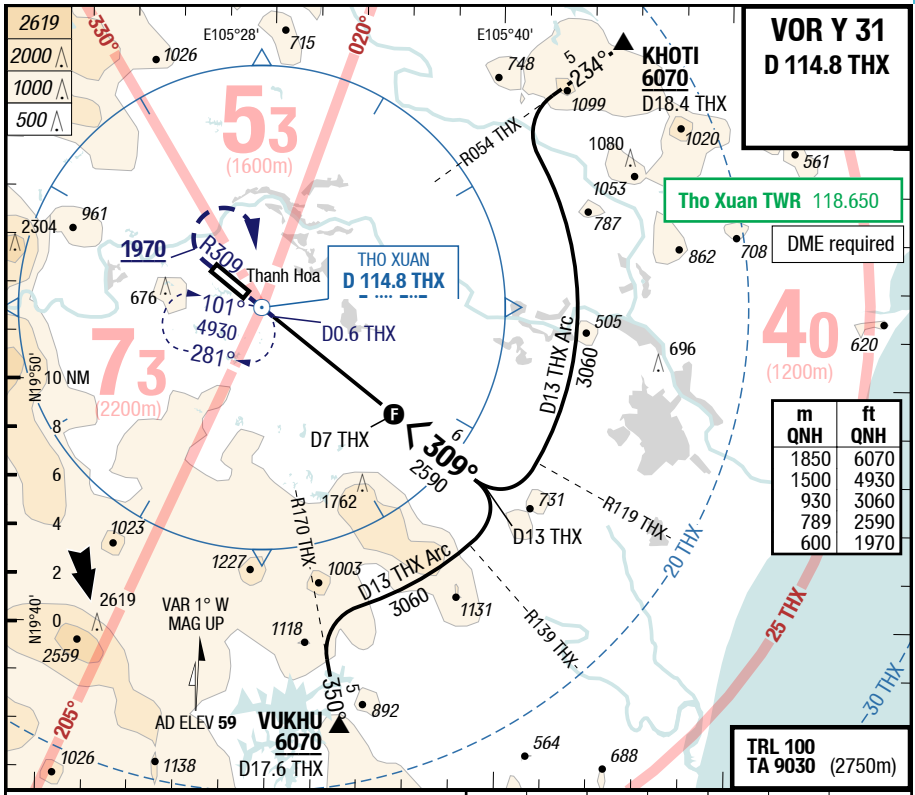 2619
2000
1000
500
330°
1026
E105°28'
715
020°
E105°40'
748
5
234°
1099
KHOTI
6070
D18.4 THX
VOR Y 31
D 114.8 THX
53
(1600m)
R054 THX
1080
1020
1053
561
787
Tho Xuan TWR 118.650
862
708
DME required
961
2304
1970
R309
Thanh Hoa
THO XUAN
D 114.8 THX
676
101°
4930
281°
D0.6 THX
505
D13 THX Arc
3060
696
40
(1200m)
620
73
(2200m)
N19°50'
10 NM
8
6
4
2
0
F
D7 THX
6
309°
2590
m ft
QNH QNH
1850 6070
1500 4930
930 3060
789 2590
600 1970
1762
731
R119 THX
D13 THX
R170 THX
1023
1227
1003
D13 THX Arc
3060
1131
20 THX
R139 THX
25 THX
30 THX
2619
N19°40'
2559
VAR 1° W
MAG UP
1118
AD ELEV 59
350°
5
892
VUKHU
6070
D17.6 THX
205°
1026
1138
564
688
TRL 100
TA 9030 (2750m)